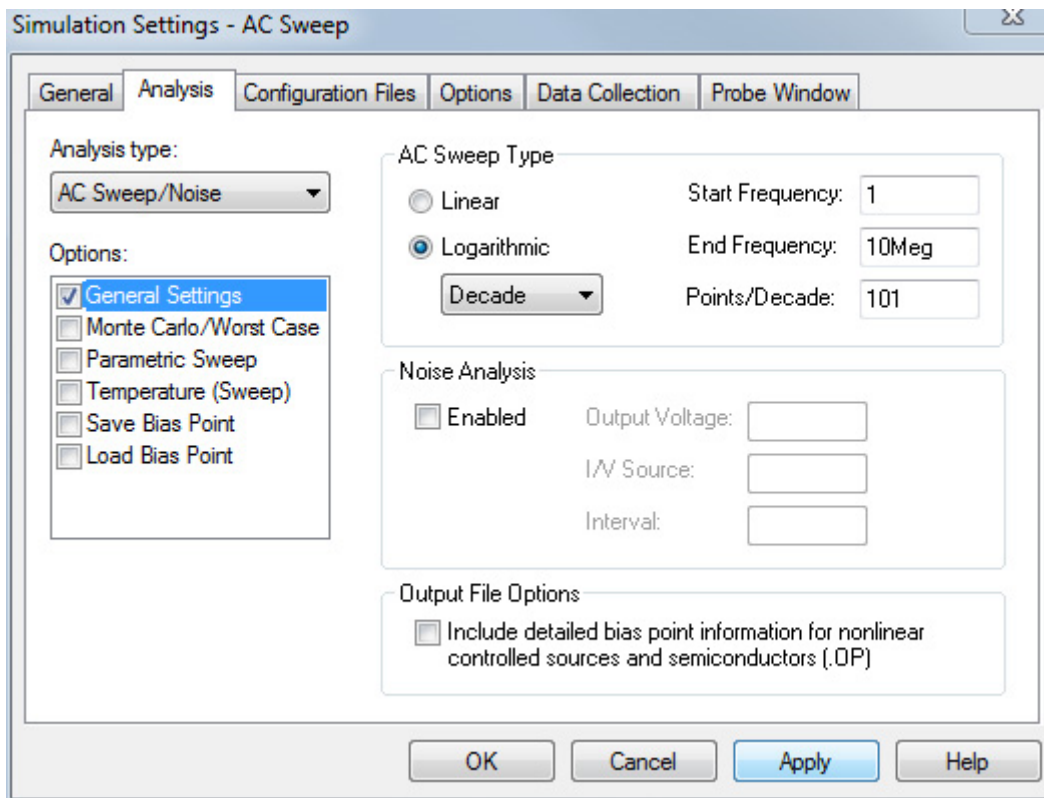 Simulation Settings - AC Sweep
General Analysis Configuration Files Options Data Collection Probe Window
Analysis type:
AC Sweep/Noise
Options:
General Settings
Monte Carlo/Worst Case
Parametric Sweep
Temperature (Sweep)
Save Bias Point
Load Bias Point
AC Sweep Type
Linear
Logarithmic
Decade
Start Frequency: 1
End Frequency: 10Meg
Points/Decade: 101
Noise Analysis
Enabled
Output Voltage:
I/V Source:
Interval:
Output File Options
Include detailed bias point information for nonlinear
controlled sources and semiconductors (.OP)
OK Cancel Apply Help